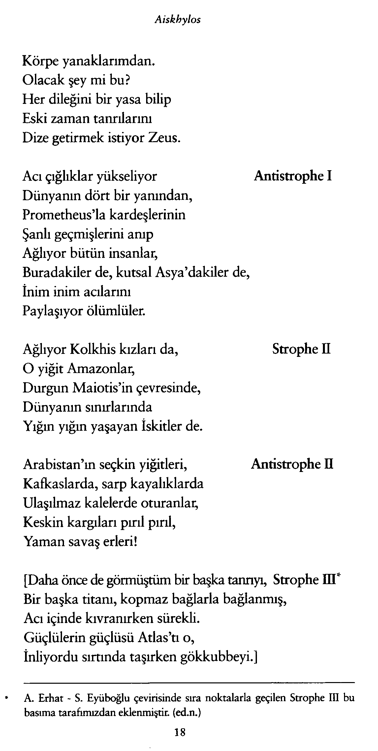 Aiskhylos
Körpe yanaklarımdan.
Olacak şey mi bu?
Her dileğini bir yasa bilip
Eski zaman tanrılarını
Dize getirmek istiyor Zeus.
Acı çığlıklar yükseliyor Antistrophe I
Dünyanın dört bir yanından,
Prometheus'la kardeşlerinin
Şanlı geçmişlerini anıp
Ağlıyor bütün insanlar,
Buradakiler de, kutsal Asya'dakiler de,
İnim inim acılarını
Paylaşıyor ölümlüler.
Ağlıyor Kolkhis kızları da, Strophe II
O yiğit Amazonlar,
Durgun Maiotis'in çevresinde,
Dünyanın sınırlarında
Yığın yığın yaşayan İskitler de.
Arabistan'ın seçkin yiğitleri, Antistrophe II
Kafkaslarda, sarp kayalıklarda
Ulaşılmaz kalelerde oturanlar,
Keskin kargıları pırıl pırıl,
Yaman savaş erleri!
[Daha önce de görmüştüm bir başka tanrıyı, Strophe III*
Bir başka titanı, kopmaz bağlarla bağlanmış,
Acı içinde kıvranırken sürekli.
Güçlülerin güçlüsü Atlas'tı o,
İnliyordu sırtında taşırken gökkubbeyi.]
* A. Erhat - S. Eyüboğlu çevirisinde sıra noktalarla geçilen Strophe III bu
basıma tarafımızdan eklenmiştir. (ed.n.)
18